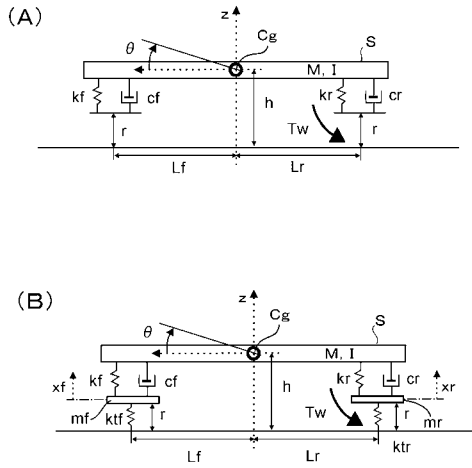 (A)
z
Cg
θ
S
M, I
kf
cf
kr
cr
h
r
Tw
r
Lf
Lr
(B)
z
Cg
θ
S
M, I
kf
cf
kr
cr
xf
h
xr
mf
ktf
r
Tw
r
mr
ktr
Lf
Lr